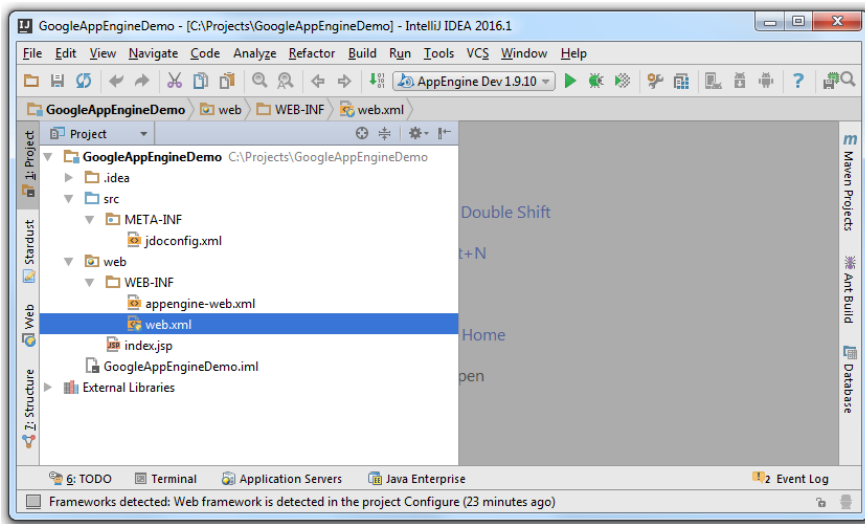 GoogleAppEngineDemo - [C:\Projects\GoogleAppEngineDemo] - IntelliJ IDEA 2016.1
File Edit View Navigate Code Analyze Refactor Build Run Tools VCS Window Help
AppEngine Dev 1.9.10
GoogleAppEngineDemo web WEB-INF web.xml
1: Project
Stardust
Web
7: Structure
Project
GoogleAppEngineDemo C:\Projects\GoogleAppEngineDemo
.idea
src
META-INF
jdoconfig.xml
web
WEB-INF
appengine-web.xml
web.xml
index.jsp
GoogleAppEngineDemo.iml
External Libraries
Double Shift
t+N
Home
pen
Maven Projects
Ant Build
Database
6: TODO Terminal Application Servers Java Enterprise 2 Event Log
Frameworks detected: Web framework is detected in the project Configure (23 minutes ago)